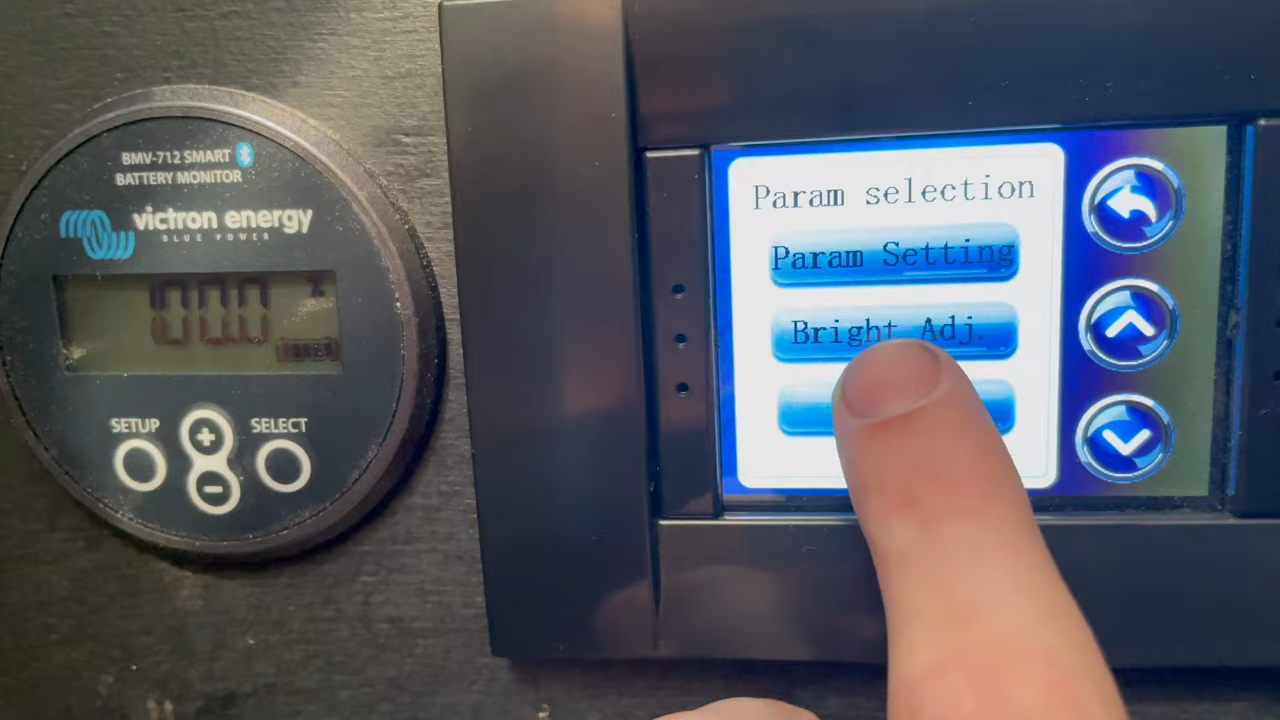 BMV-712 SMART
BATTERY MONITOR
victron energy
BLUE POWER
SETUP
+
SELECT
-
Param selection
Param Setting
Bright Adj.